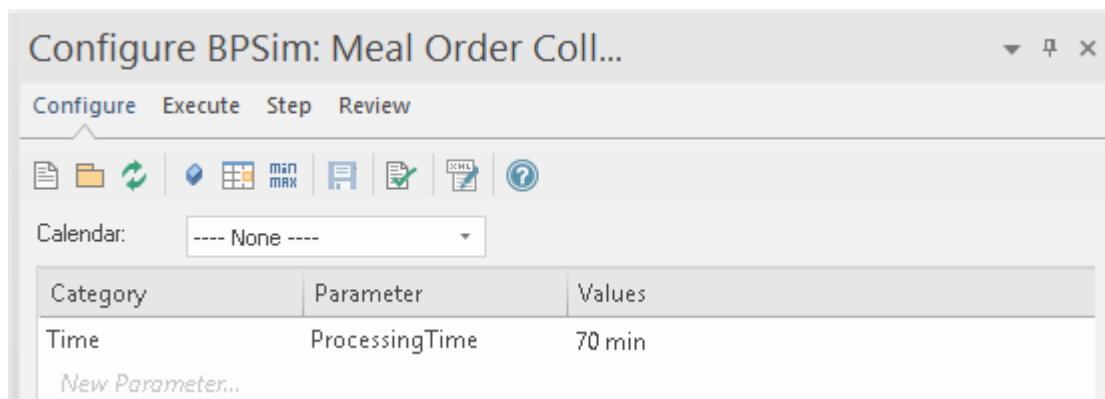 Configure BPSim: Meal Order Coll...
Configure Execute Step Review
min
max
XML
Calendar: ---- None ----
Category Parameter Values
Time ProcessingTime 70 min
New Parameter...